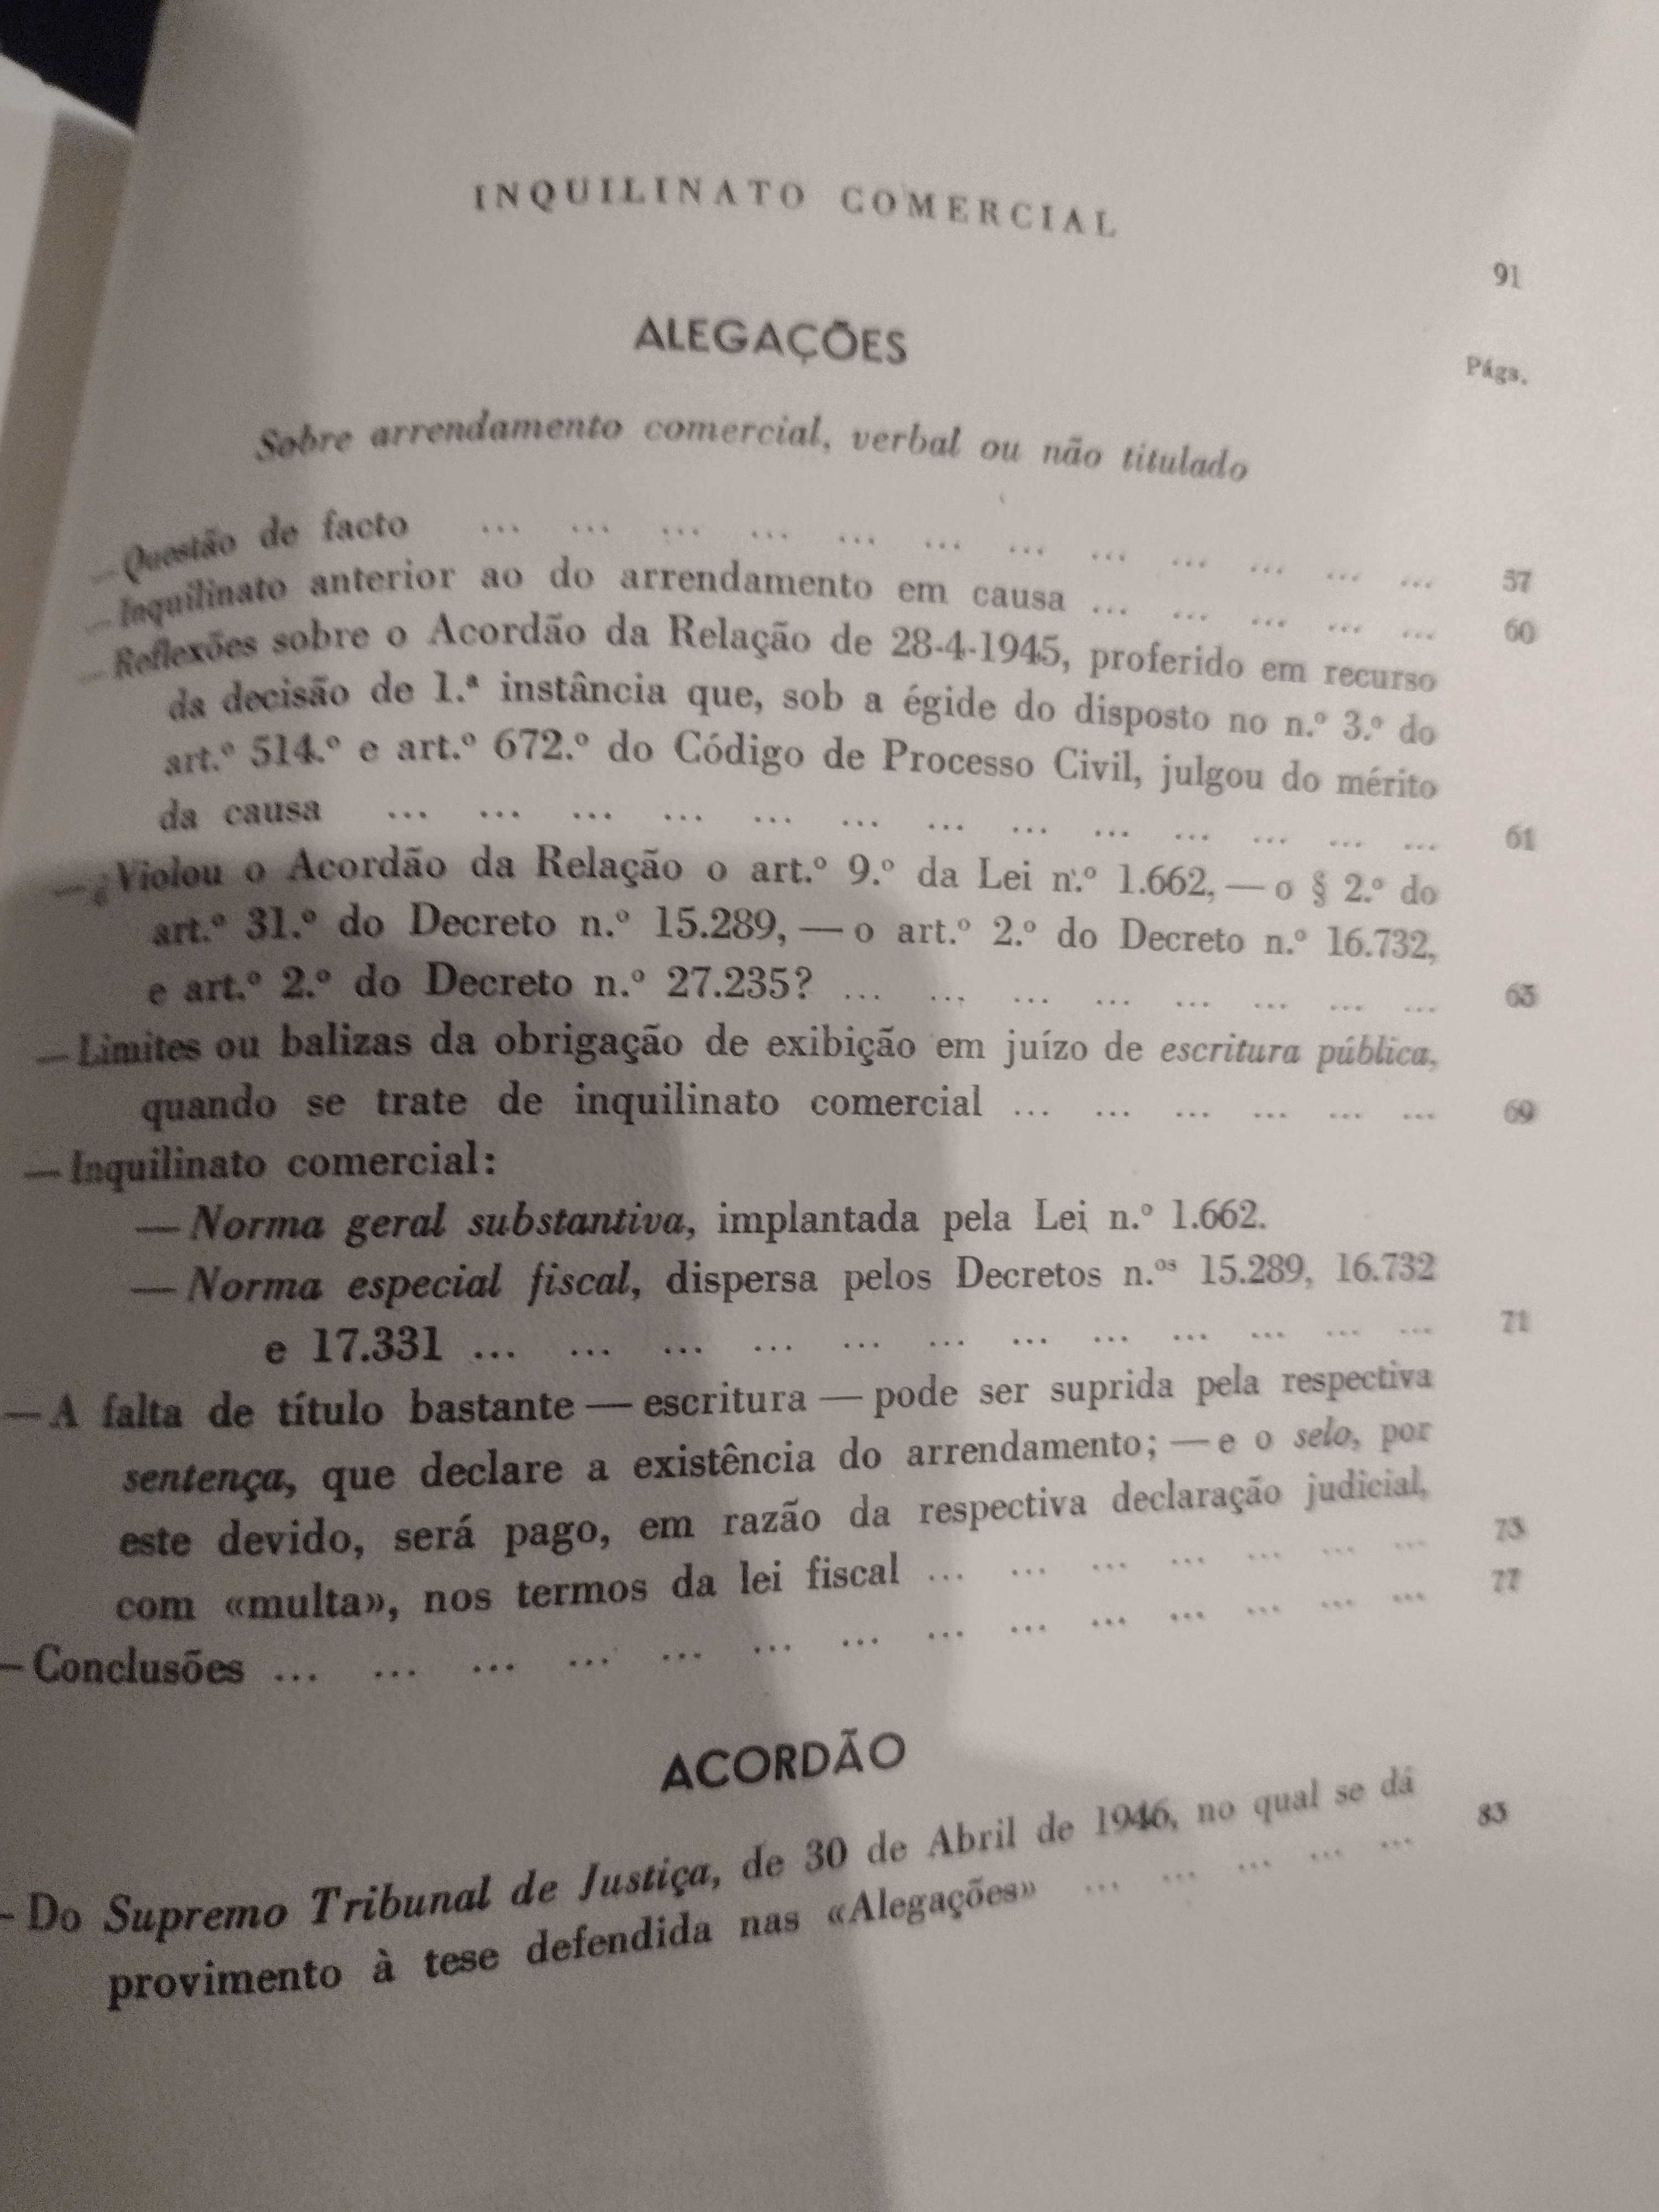 INQUILINATO COMERCIAL
91
ALEGAÇÕES
Págs.
Sobre arrendamento comercial, verbal ou não titulado
— Questão de facto ... ... ... ... ... ... ... ... ... ... ... ... 57
— Inquilinato anterior ao do arrendamento em causa ... ... ... ... ... 60
— Reflexões sobre o Acordão da Relação de 28-4-1945, proferido em recurso
da decisão de 1.ª instância que, sob a égide do disposto no n.º 3.º do
art.º 514.º e art.º 672.º do Código de Processo Civil, julgou do mérito
da causa ... ... ... ... ... ... ... ... ... ... ... ... ... 61
— ¿Violou o Acordão da Relação o art.º 9.º da Lei n.º 1.662, — o § 2.º do
art.º 31.º do Decreto n.º 15.289, — o art.º 2.º do Decreto n.º 16.732,
e art.º 2.º do Decreto n.º 27.235? ... ... ... ... ... ... ... ... 63
— Limites ou balizas da obrigação de exibição em juízo de escritura pública,
quando se trate de inquilinato comercial ... ... ... ... ... ... 69
— Inquilinato comercial:
— Norma geral substantiva, implantada pela Lei n.º 1.662.
— Norma especial fiscal, dispersa pelos Decretos n.ºs 15.289, 16.732
e 17.331 ... ... ... ... ... ... ... ... ... ... ... ... 71
— A falta de título bastante — escritura — pode ser suprida pela respectiva
sentença, que declare a existência do arrendamento; — e o selo, por
este devido, será pago, em razão da respectiva declaração judicial,
com «multa», nos termos da lei fiscal ... ... ... ... ... ... ... 73
— Conclusões ... ... ... ... ... ... ... ... ... ... ... ... ... ... 77
ACORDÃO
— Do Supremo Tribunal de Justiça, de 30 de Abril de 1946, no qual se dá
provimento à tese defendida nas «Alegações» ... ... ... ... ... 83